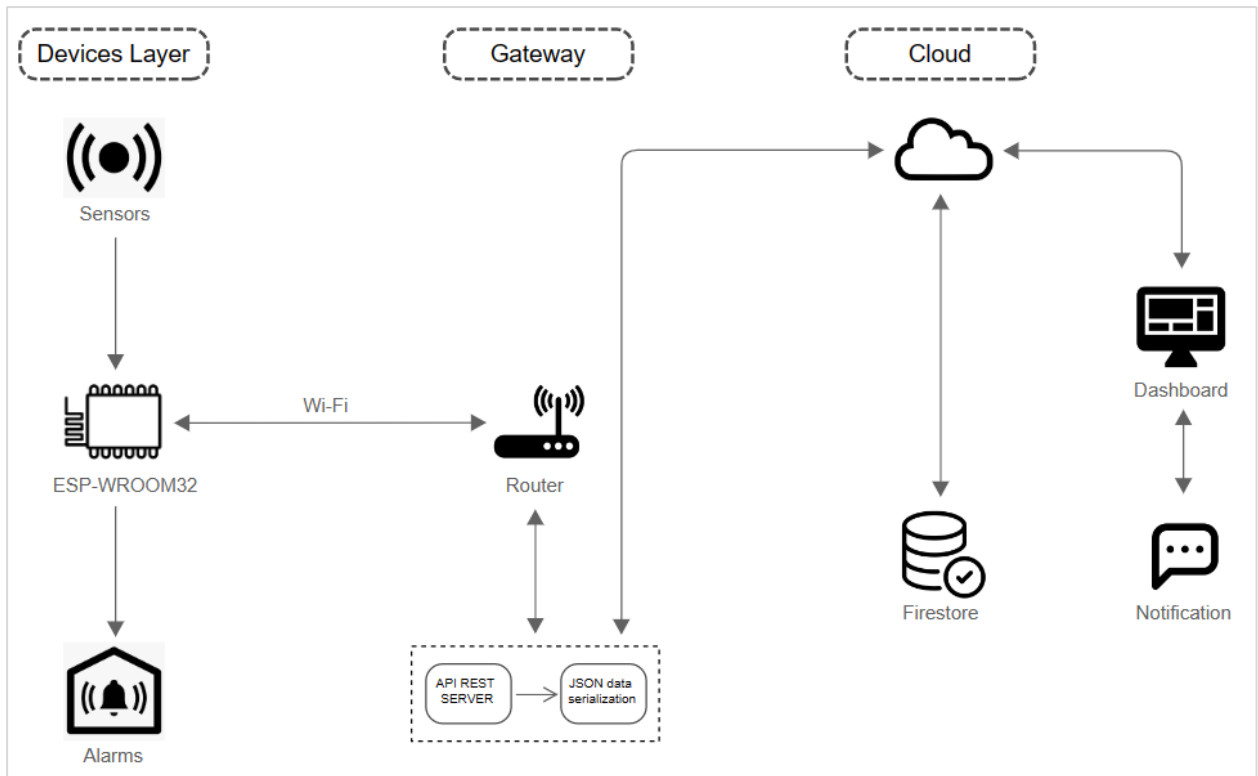 Devices Layer
Gateway
Cloud
Sensors
Wi-Fi
ESP-WROOM32
Router
Dashboard
Firestore
Notification
API REST
SERVER
JSON data
serialization
Alarms